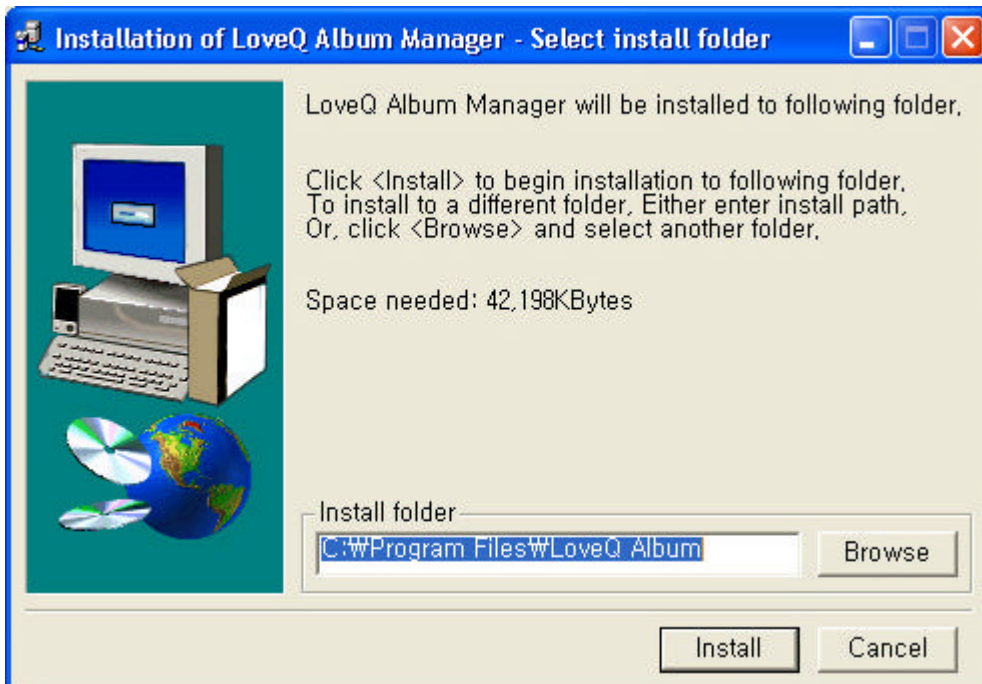 Installation of LoveQ Album Manager - Select install folder
LoveQ Album Manager will be installed to following folder.
Click <Install> to begin installation to following folder.
To install to a different folder, Either enter install path,
Or, click <Browse> and select another folder.
Space needed: 42,198KBytes
Install folder
C:₩Program Files₩LoveQ Album
Browse
Install
Cancel